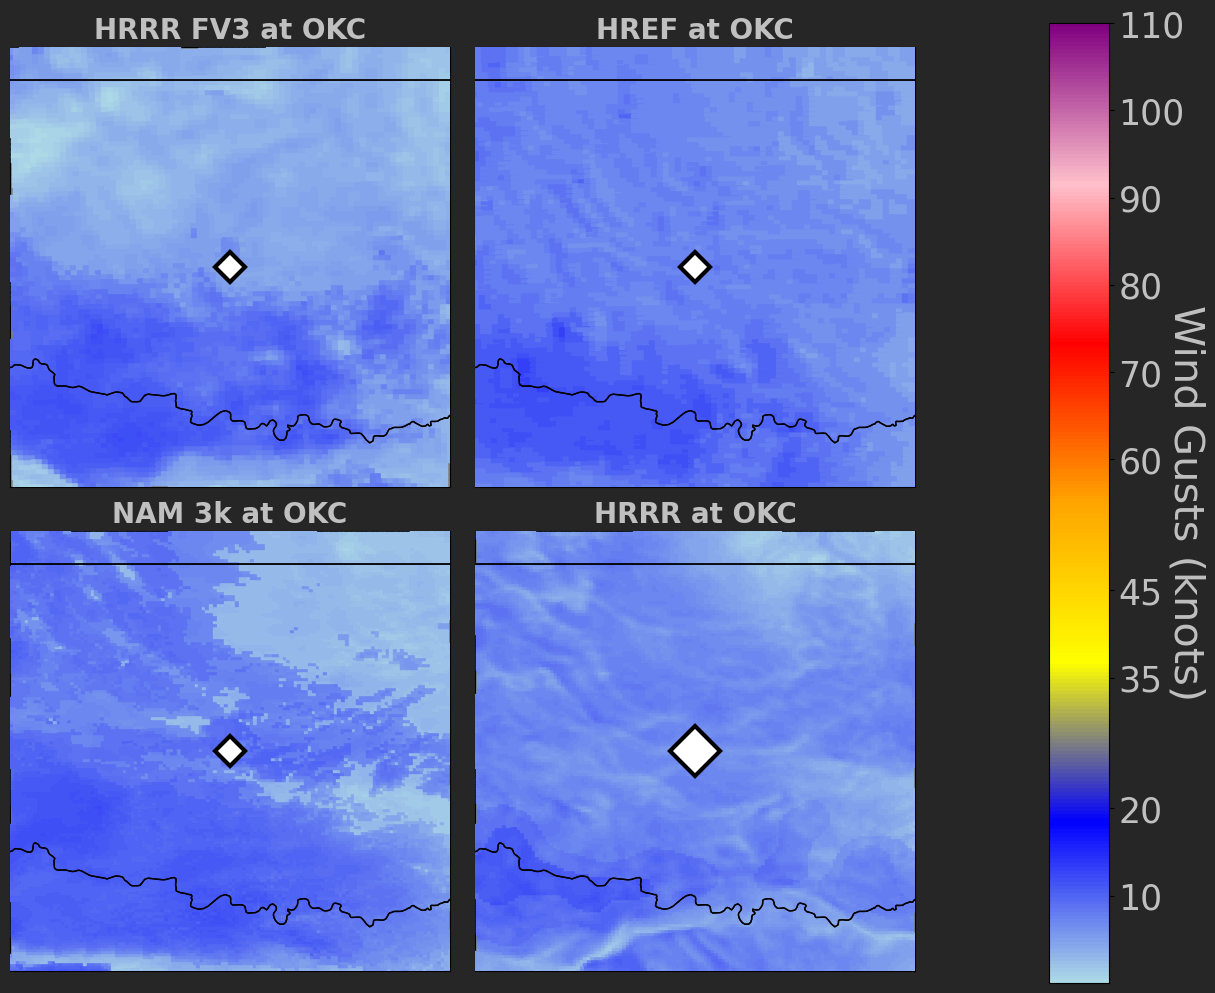 HRRR FV3 at OKC
HREF at OKC
NAM 3k at OKC
HRRR at OKC
110
100
90
80
70
60
45
35
20
10
Wind Gusts (knots)